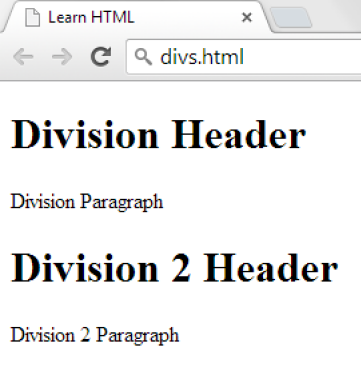 Learn HTML
divs.html
Division Header
Division Paragraph
Division 2 Header
Division 2 Paragraph